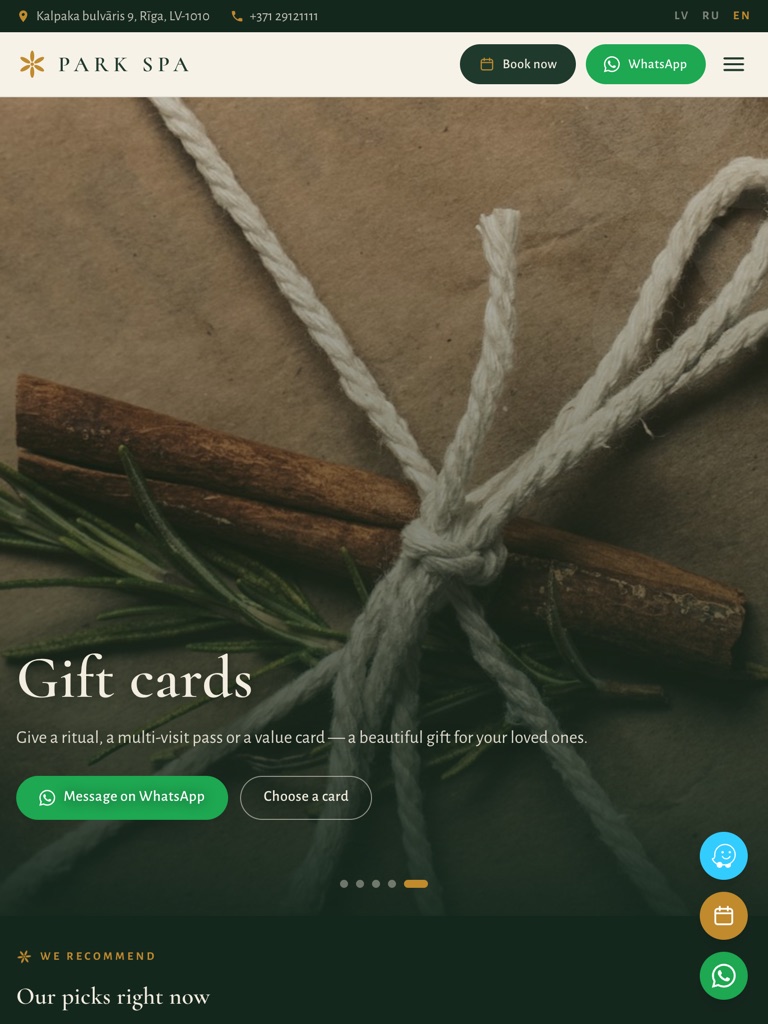 Kalpaka bulvāris 9, Rīga, LV-1010
+371 29121111
LV RU EN
PARK SPA
Book now
WhatsApp
Gift cards
Give a ritual, a multi-visit pass or a value card — a beautiful gift for your loved ones.
Message on WhatsApp
Choose a card
WE RECOMMEND
Our picks right now